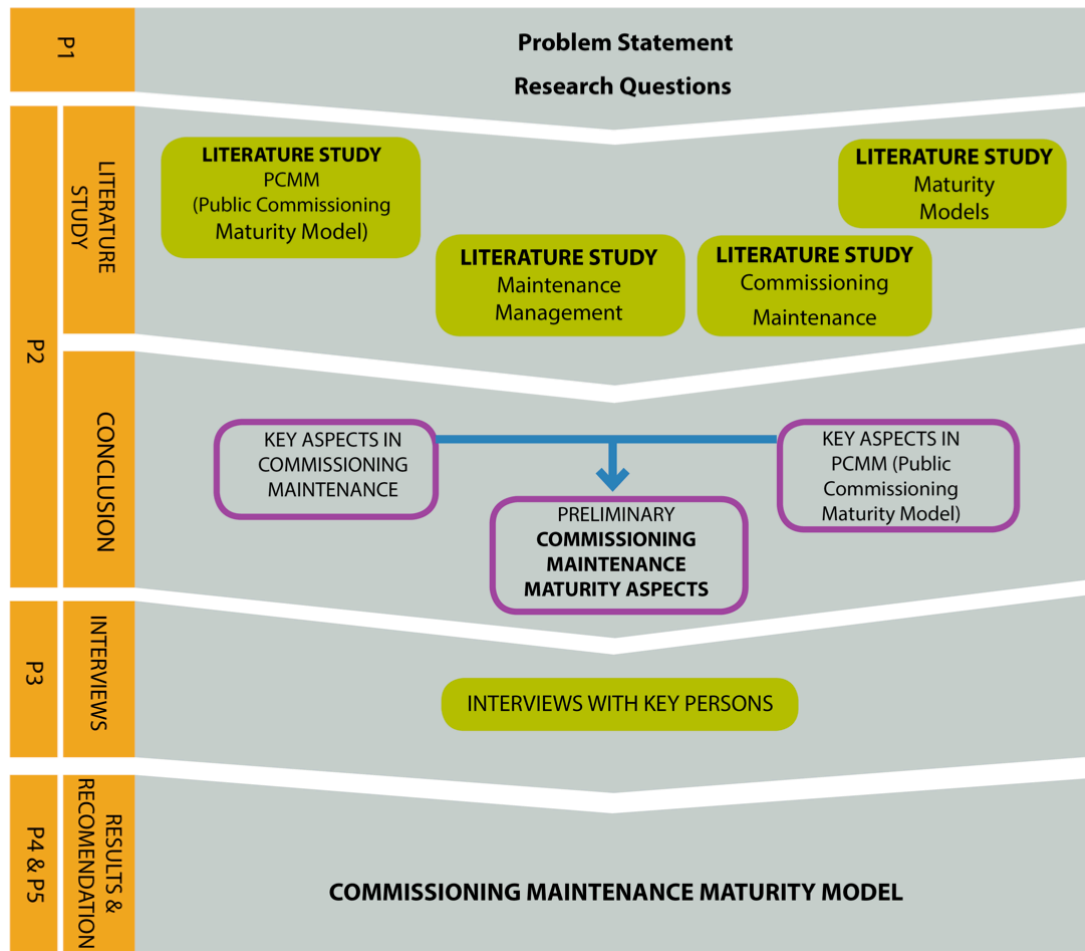 P1
Problem Statement
Research Questions
P2
LITERATURE
STUDY
LITERATURE STUDY
PCMM
(Public Commissioning
Maturity Model)
LITERATURE STUDY
Maintenance
Management
LITERATURE STUDY
Commissioning
Maintenance
LITERATURE STUDY
Maturity
Models
CONCLUSION
KEY ASPECTS IN
COMMISSIONING
MAINTENANCE
PRELIMINARY
COMMISSIONING
MAINTENANCE
MATURITY ASPECTS
KEY ASPECTS IN
PCMM (Public
Commissioning
Maturity Model)
P3
INTERVIEWS
INTERVIEWS WITH KEY PERSONS
P4 & P5
RESULTS &
RECOMENDATION
COMMISSIONING MAINTENANCE MATURITY MODEL